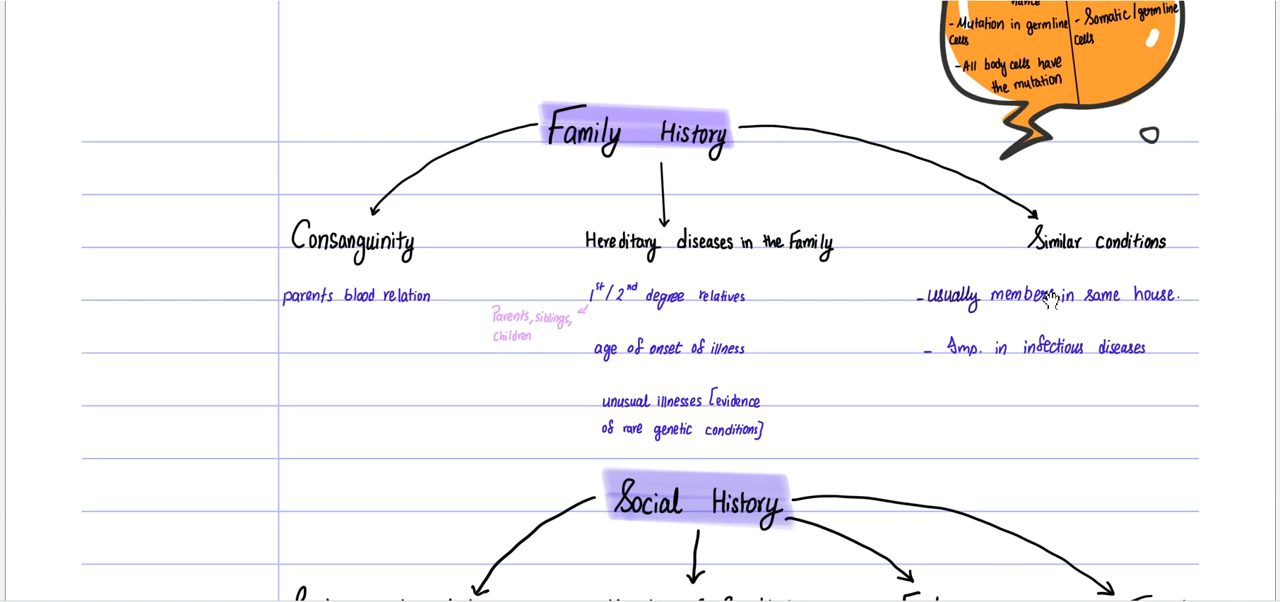 - Mutation in germline cells
- All body cells have the mutation
- Somatic/germline cells
Family History
Consanguinity
parents blood relation
Hereditary diseases in the Family
1st/2nd degree relatives
Parents, siblings,
children
age of onset of illness
unusual illnesses [evidence
of rare genetic conditions]
Similar conditions
- usually members in same house.
- Imp. in infectious diseases
Social History